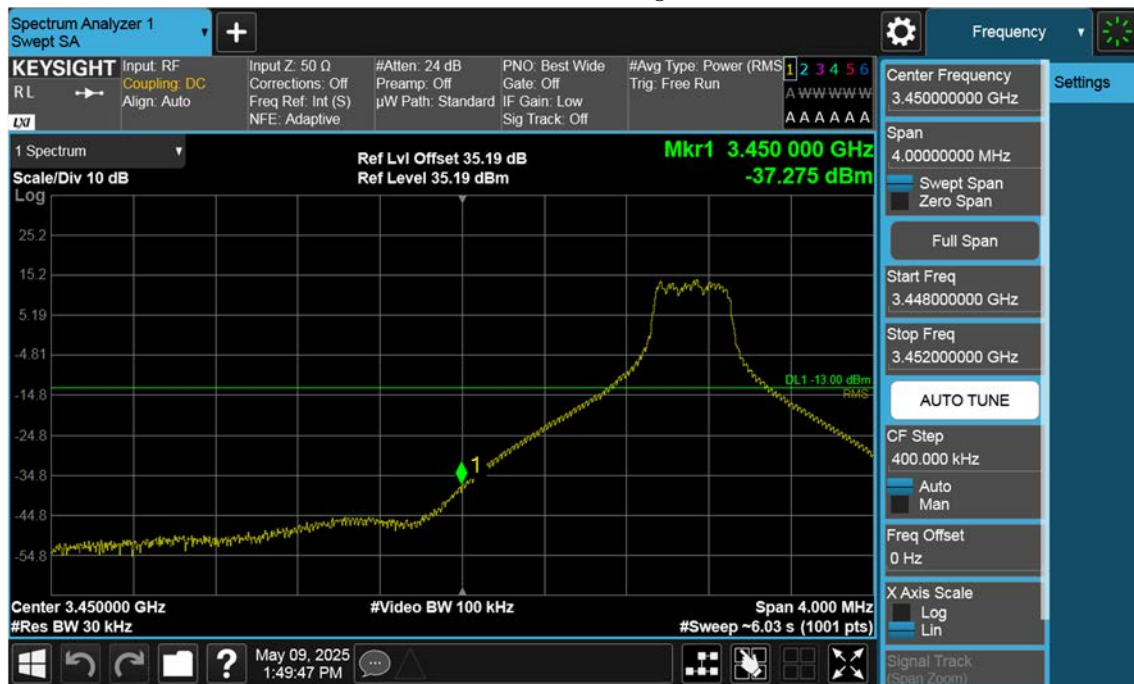 Spectrum Analyzer 1
Swept SA
+
Frequency
KEYSIGHT
RL
LXI
Input: RF
Coupling: DC
Align: Auto
Input Z: 50 Ω
Corrections: Off
Freq Ref: Int (S)
NFE: Adaptive
#Atten: 24 dB
Preamp: Off
µW Path: Standard
PNO: Best Wide
Gate: Off
IF Gain: Low
Sig Track: Off
#Avg Type: Power (RMS
Trig: Free Run
1 2 3 4 5 6
A W W W W W
A A A A A A
1 Spectrum
Scale/Div 10 dB
Ref Lvl Offset 35.19 dB
Ref Level 35.19 dBm
Mkr1 3.450 000 GHz
-37.275 dBm
Log
25.2
15.2
5.19
-4.81
-14.8
-24.8
-34.8
-44.8
-54.8
DL1 -13.00 dBm
RMS
1
Center 3.450000 GHz
#Res BW 30 kHz
#Video BW 100 kHz
Span 4.000 MHz
#Sweep ~6.03 s (1001 pts)
Center Frequency
3.450000000 GHz
Span
4.00000000 MHz
Swept Span
Zero Span
Full Span
Start Freq
3.448000000 GHz
Stop Freq
3.452000000 GHz
AUTO TUNE
CF Step
400.000 kHz
Auto
Man
Freq Offset
0 Hz
X Axis Scale
Log
Lin
Signal Track
(Span Zoom)
Settings
?
May 09, 2025
1:49:47 PM